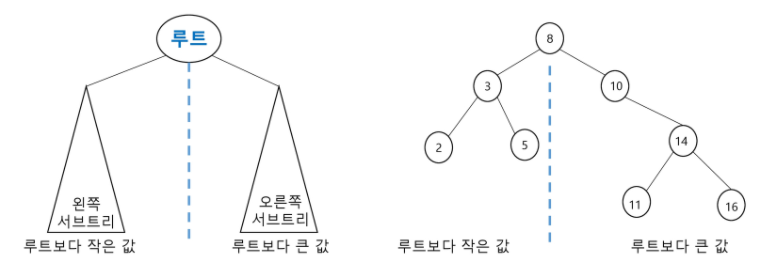 루트
왼쪽
서브트리
루트보다 작은 값
오른쪽
서브트리
루트보다 큰 값
8
3
10
2
5
14
11
16
루트보다 작은 값
루트보다 큰 값